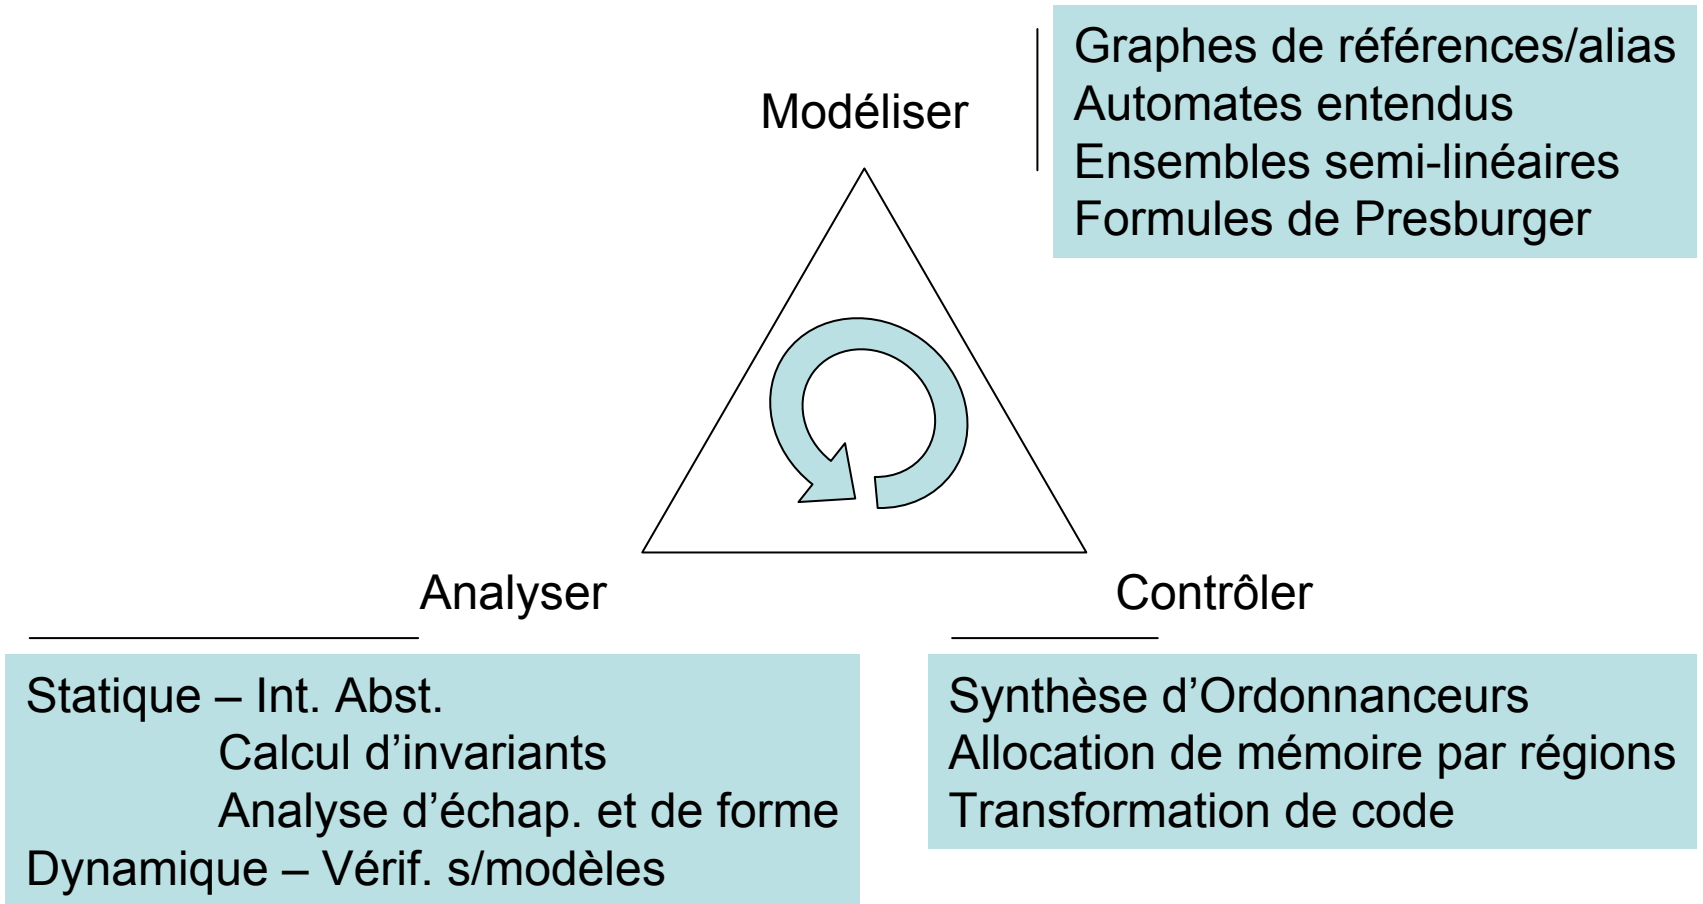 Modéliser
Graphes de références/alias
Automates entendus
Ensembles semi-linéaires
Formules de Presburger
Analyser
Statique – Int. Abst.
Calcul d’invariants
Analyse d’échap. et de forme
Dynamique – Vérif. s/modèles
Contrôler
Synthèse d’Ordonnanceurs
Allocation de mémoire par régions
Transformation de code